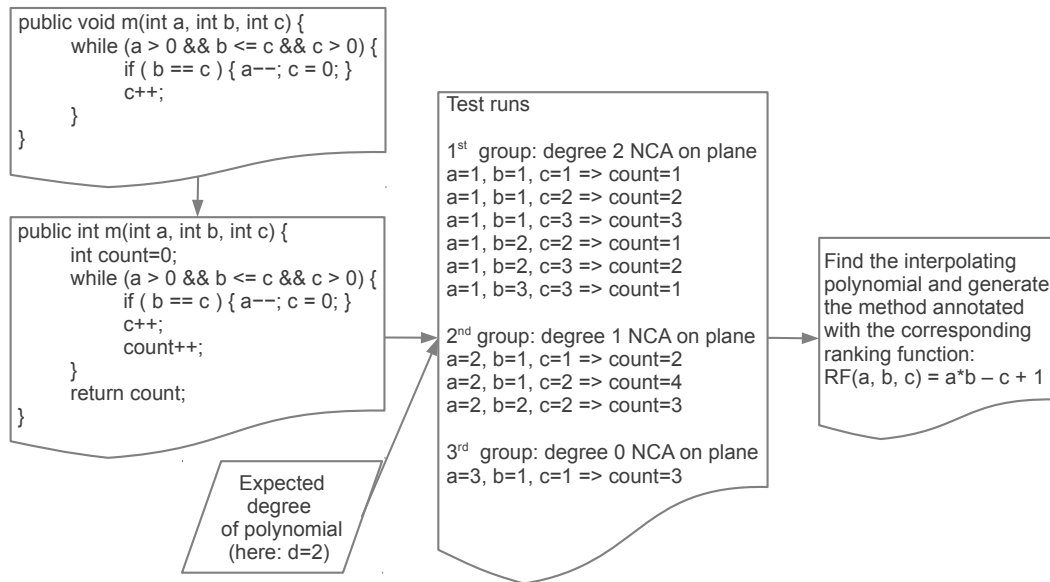 public void m(int a, int b, int c) {
while (a > 0 && b <= c && c > 0) {
if ( b == c ) { a−−; c = 0; }
c++;
}
}
public int m(int a, int b, int c) {
int count=0;
while (a > 0 && b <= c && c > 0) {
if ( b == c ) { a−−; c = 0; }
c++;
count++;
}
return count;
}
Expected
degree
of polynomial
(here: d=2)
Test runs
1st group: degree 2 NCA on plane
a=1, b=1, c=1 => count=1
a=1, b=1, c=2 => count=2
a=1, b=1, c=3 => count=3
a=1, b=2, c=2 => count=1
a=1, b=2, c=3 => count=2
a=1, b=3, c=3 => count=1
2nd group: degree 1 NCA on plane
a=2, b=1, c=1 => count=2
a=2, b=1, c=2 => count=4
a=2, b=2, c=2 => count=3
3rd group: degree 0 NCA on plane
a=3, b=1, c=1 => count=3
Find the interpolating
polynomial and generate
the method annotated
with the corresponding
ranking function:
RF(a, b, c) = a*b – c + 1